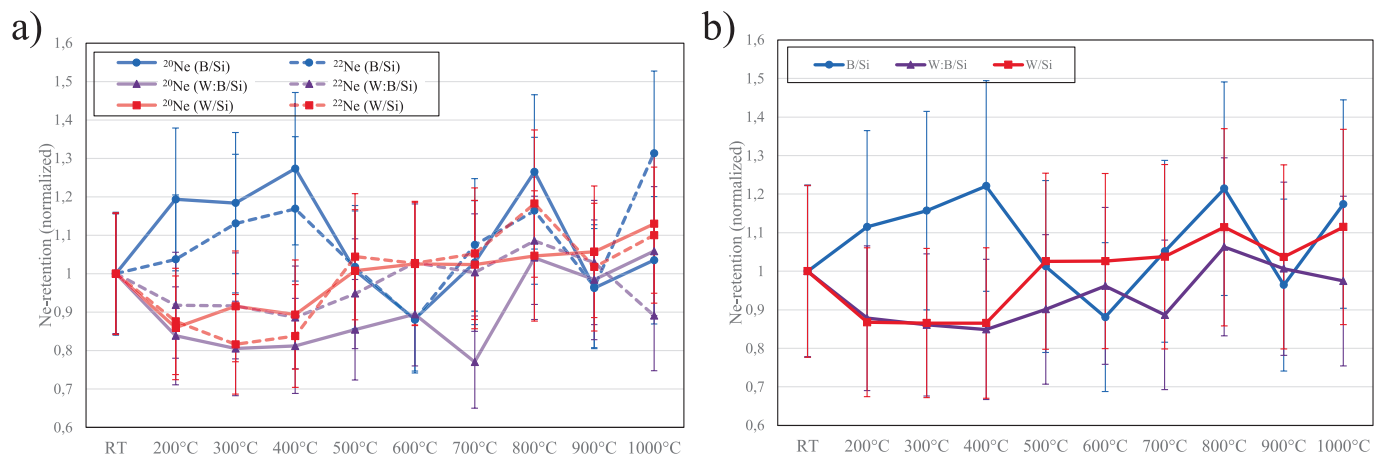 a)
1,6
1,5
1,4
1,3
1,2
1,1
1
0,9
0,8
0,7
0,6
Ne-retention (normalized)
²⁰Ne (B/Si) ²²Ne (B/Si)
²⁰Ne (W:B/Si) ²²Ne (W:B/Si)
²⁰Ne (W/Si) ²²Ne (W/Si)
RT 200°C 300°C 400°C 500°C 600°C 700°C 800°C 900°C 1000°C
b)
1,6
1,5
1,4
1,3
1,2
1,1
1
0,9
0,8
0,7
0,6
Ne-retention (normalized)
B/Si W:B/Si W/Si
RT 200°C 300°C 400°C 500°C 600°C 700°C 800°C 900°C 1000°C